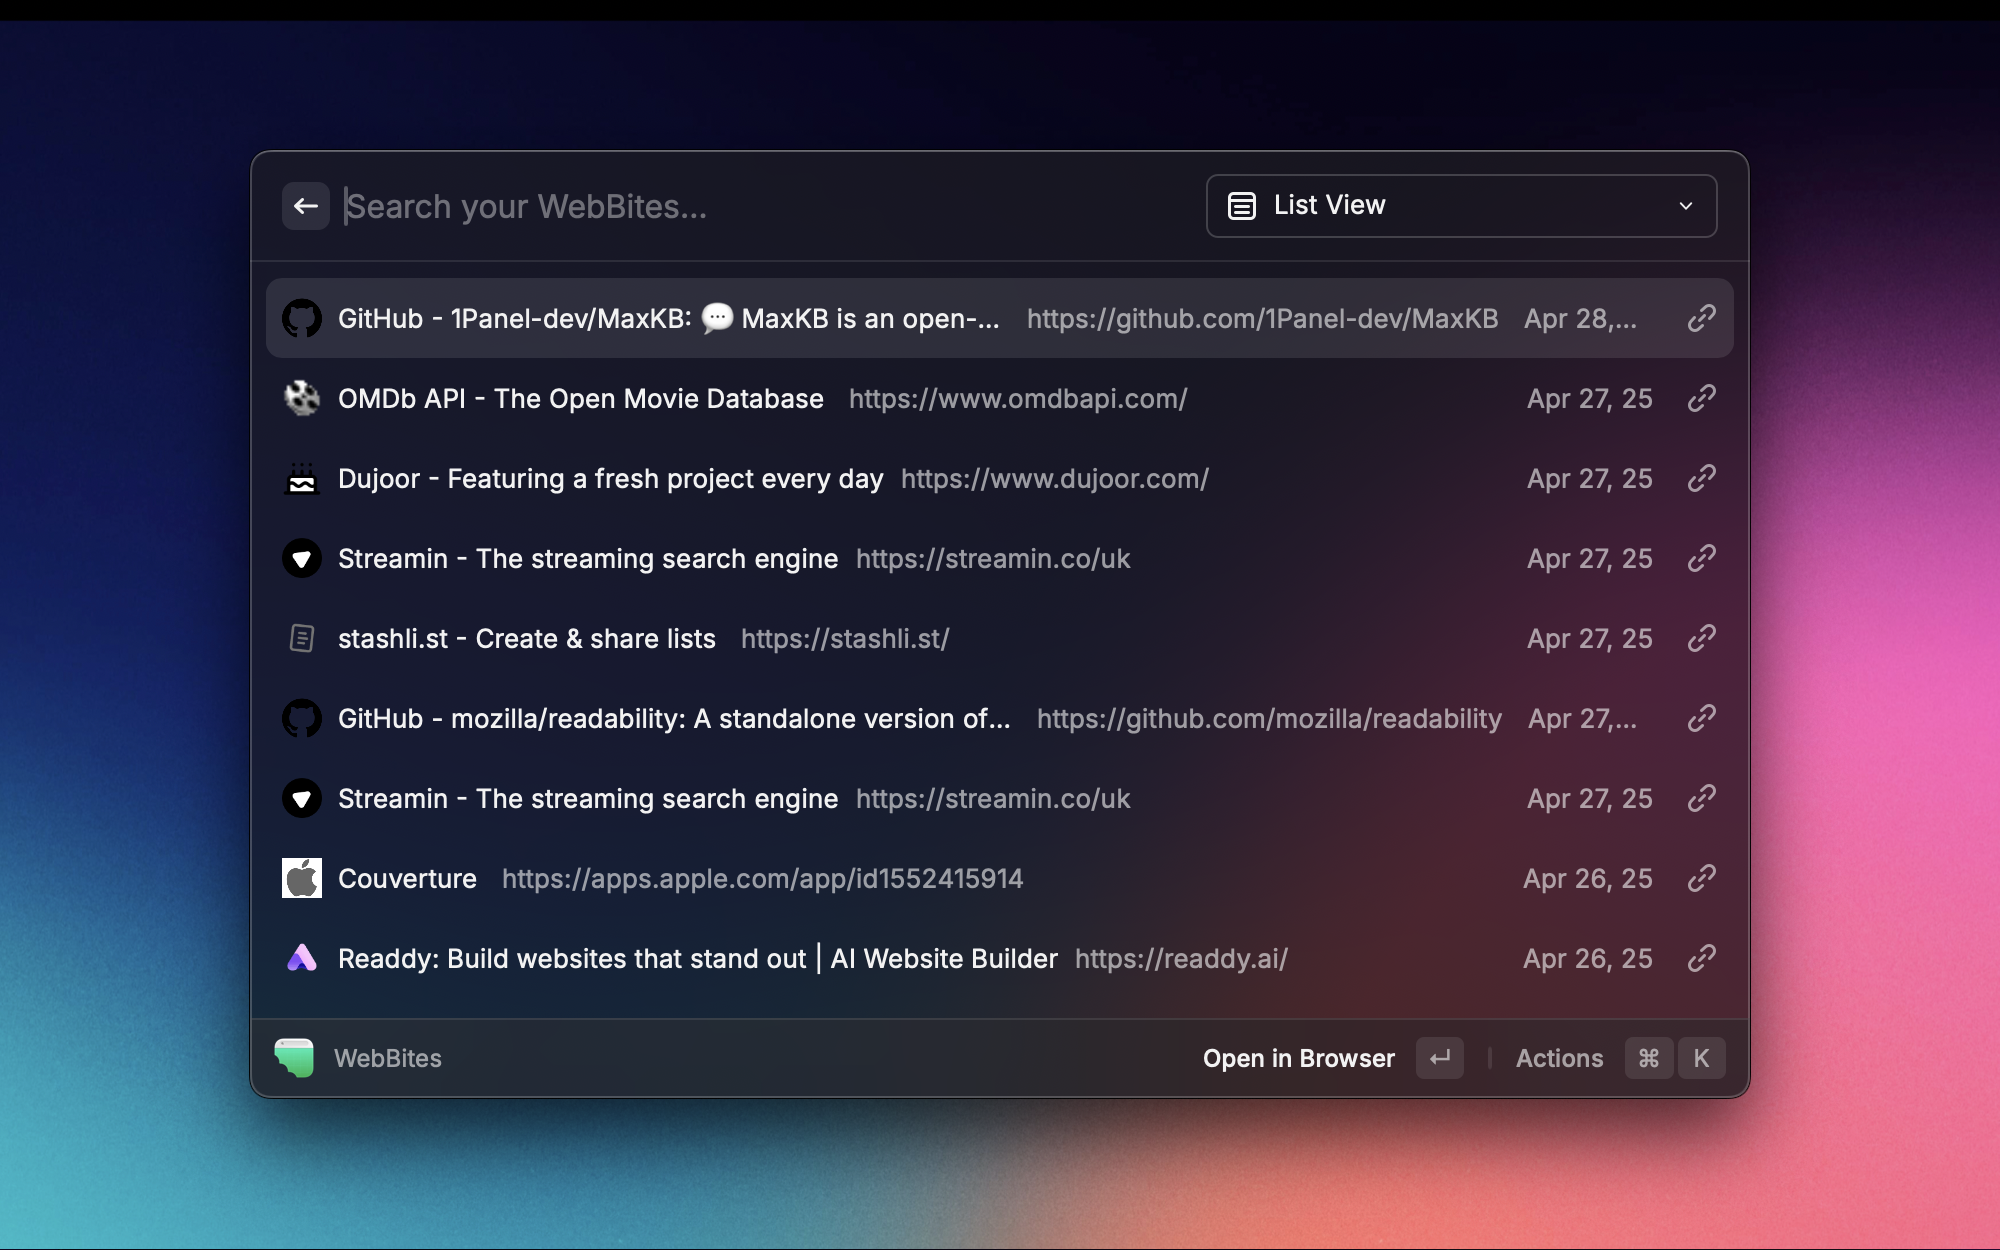 Search your WebBites...
List View
GitHub - 1Panel-dev/MaxKB: 💬 MaxKB is an open-... https://github.com/1Panel-dev/MaxKB Apr 28,...
OMDb API - The Open Movie Database https://www.omdbapi.com/ Apr 27, 25
Dujoor - Featuring a fresh project every day https://www.dujoor.com/ Apr 27, 25
Streamin - The streaming search engine https://streamin.co/uk Apr 27, 25
stashli.st - Create & share lists https://stashli.st/ Apr 27, 25
GitHub - mozilla/readability: A standalone version of... https://github.com/mozilla/readability Apr 27,...
Streamin - The streaming search engine https://streamin.co/uk Apr 27, 25
Couverture https://apps.apple.com/app/id1552415914 Apr 26, 25
Readdy: Build websites that stand out | AI Website Builder https://readdy.ai/ Apr 26, 25
WebBites
Open in Browser ↵ Actions ⌘ K